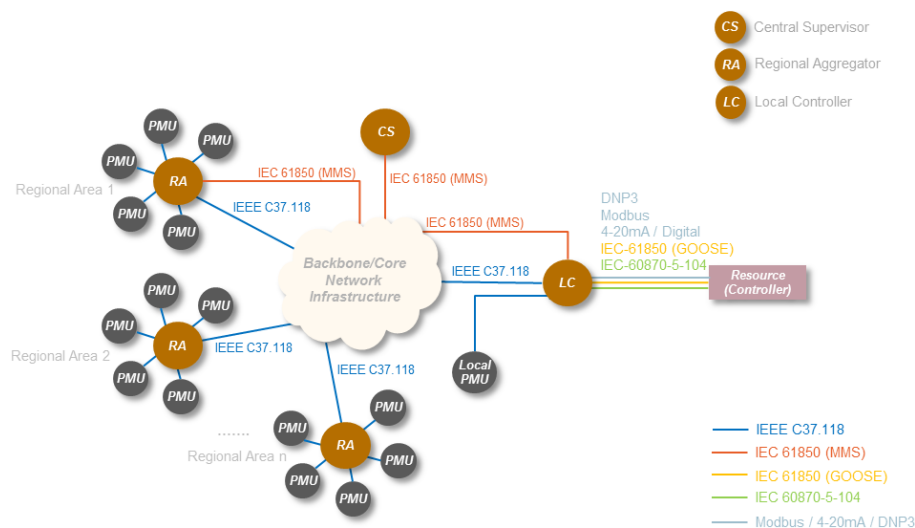 CS Central Supervisor
RA Regional Aggregator
LC Local Controller
PMU
PMU
PMU
PMU
PMU
PMU
RA
Regional Area 1
IEC 61850 (MMS)
IEEE C37.118
CS
IEC 61850 (MMS)
IEC 61850 (MMS)
Backbone/Core
Network
Infrastructure
IEEE C37.118
LC
DNP3
Modbus
4-20mA / Digital
IEC-61850 (GOOSE)
IEC-60870-5-104
Resource
(Controller)
Local
PMU
PMU
PMU
PMU
PMU
PMU
PMU
RA
Regional Area 2
IEEE C37.118
IEEE C37.118
PMU
PMU
PMU
PMU
PMU
PMU
RA
.......
Regional Area n
IEEE C37.118
IEC 61850 (MMS)
IEC 61850 (GOOSE)
IEC 60870-5-104
Modbus / 4-20mA / DNP3